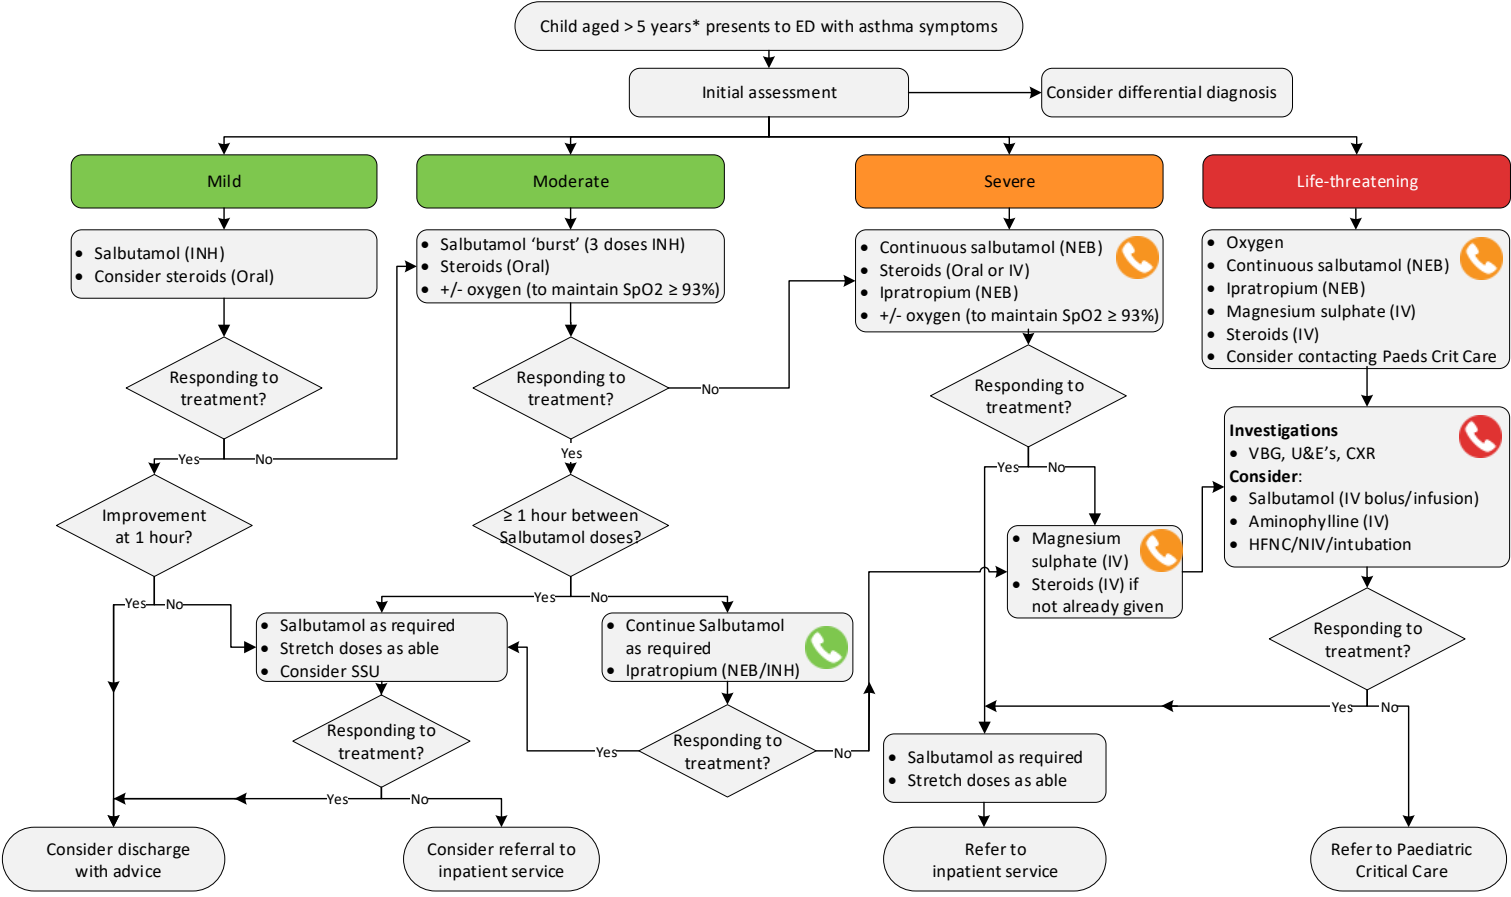 Child aged > 5 years* presents to ED with asthma symptoms
Initial assessment
Consider differential diagnosis
Mild
Moderate
Severe
Life-threatening
• Salbutamol (INH)
• Consider steroids (Oral)
• Salbutamol ‘burst’ (3 doses INH)
• Steroids (Oral)
• +/- oxygen (to maintain SpO2 ≥ 93%)
• Continuous salbutamol (NEB)
• Steroids (Oral or IV)
• Ipratropium (NEB)
• +/- oxygen (to maintain SpO2 ≥ 93%)
• Oxygen
• Continuous salbutamol (NEB)
• Ipratropium (NEB)
• Magnesium sulphate (IV)
• Steroids (IV)
• Consider contacting Paeds Crit Care
Responding to
treatment?
Yes
No
Responding to
treatment?
No
Yes
Responding to
treatment?
Yes
No
Investigations
• VBG, U&E’s, CXR
Consider:
• Salbutamol (IV bolus/infusion)
• Aminophylline (IV)
• HFNC/NIV/intubation
Improvement
at 1 hour?
Yes
No
≥ 1 hour between
Salbutamol doses?
Yes
No
• Magnesium
sulphate (IV)
• Steroids (IV) if
not already given
Responding to
treatment?
Yes
No
• Salbutamol as required
• Stretch doses as able
• Consider SSU
• Continue Salbutamol
as required
• Ipratropium (NEB/INH)
Responding to
treatment?
Yes
No
Responding to
treatment?
Yes
No
• Salbutamol as required
• Stretch doses as able
Consider discharge
with advice
Consider referral to
inpatient service
Refer to
inpatient service
Refer to Paediatric
Critical Care